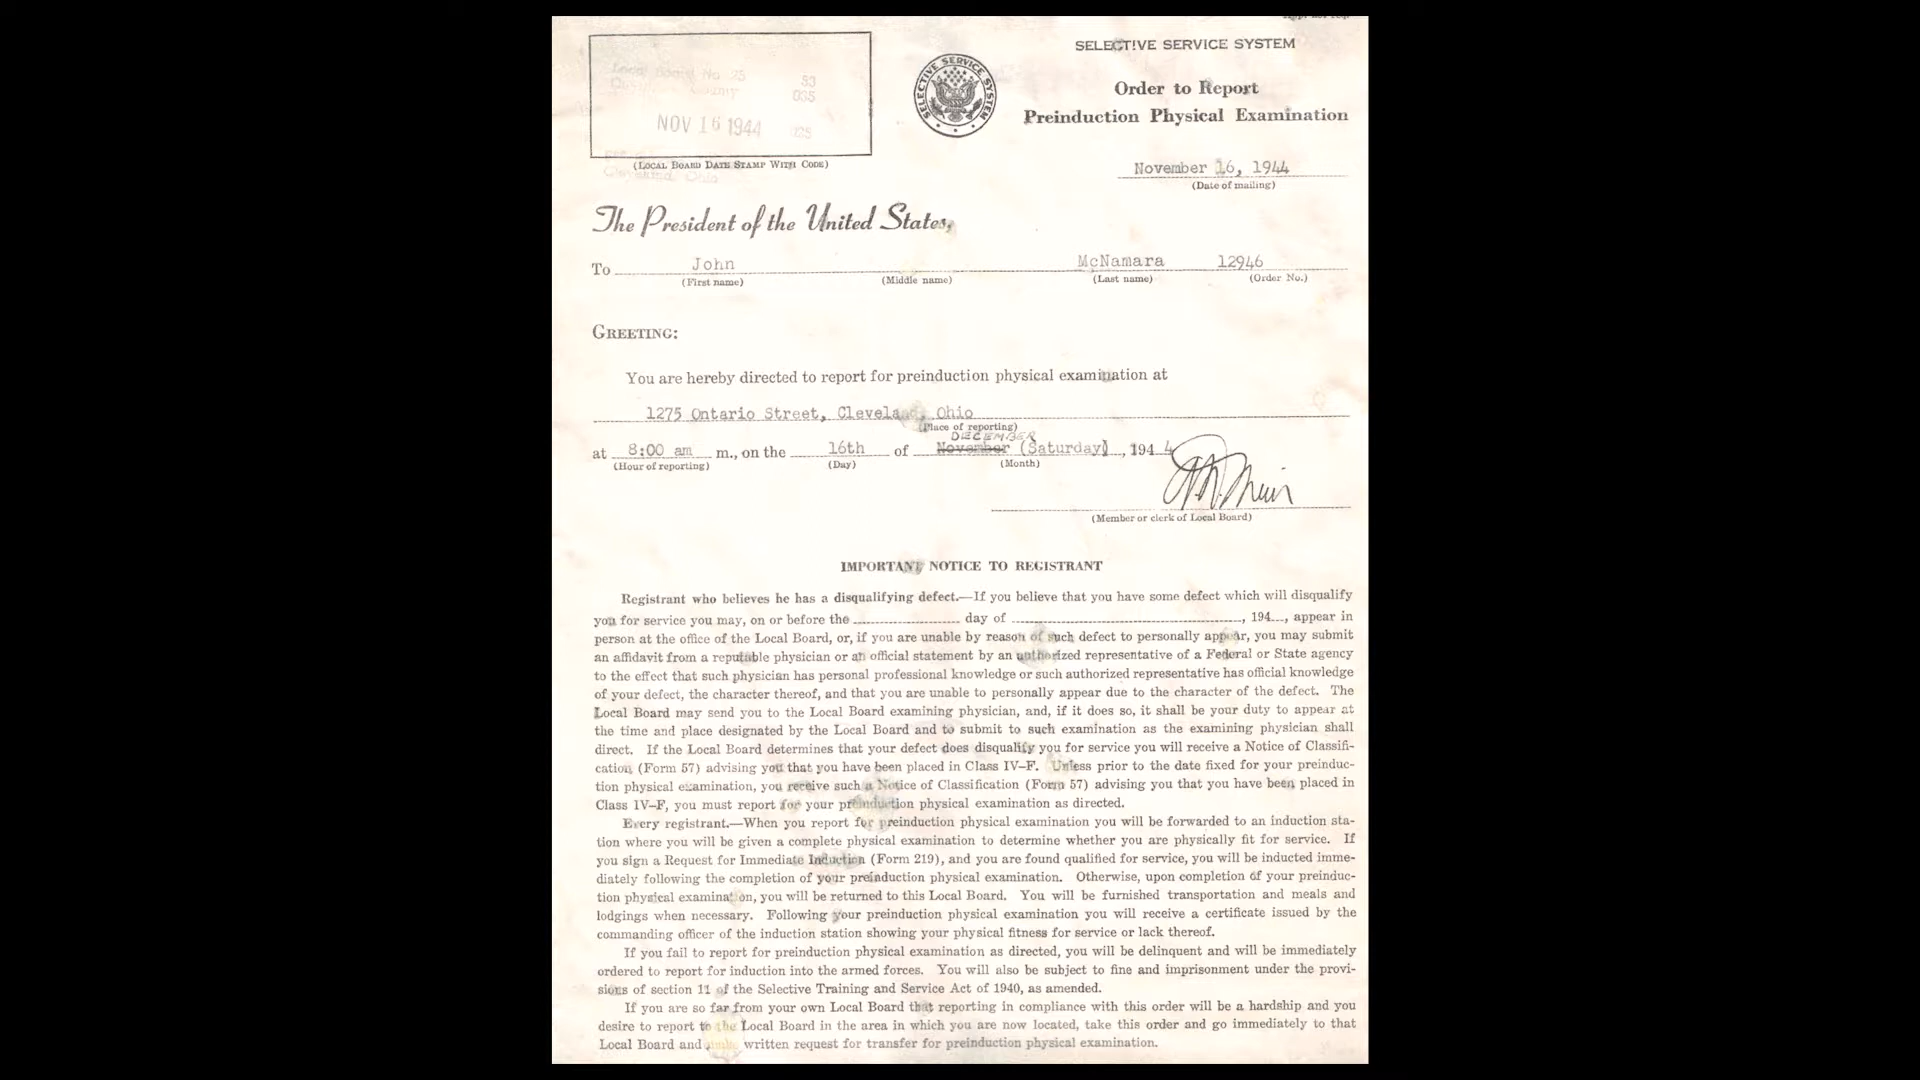 SELECTIVE SERVICE SYSTEM
Order to Report
Preinduction Physical Examination
Local Board No 25 53
County 035
NOV 16 1944 025
(LOCAL BOARD DATE STAMP WITH CODE)
Cleveland, Ohio
SELECTIVE SERVICE SYSTEM
November 16, 1944
(Date of mailing)
The President of the United States,
To John McNamara 12946
(First name) (Middle name) (Last name) (Order No.)
GREETING:
You are hereby directed to report for preinduction physical examination at
1275 Ontario Street, Cleveland, Ohio
(Place of reporting)
DECEMBER
at 8:00 am m., on the 16th of November (Saturday) , 1944
(Hour of reporting) (Day) (Month)
(Member or clerk of Local Board)
IMPORTANT NOTICE TO REGISTRANT
Registrant who believes he has a disqualifying defect.—If you believe that you have some defect which will disqualify
you for service you may, on or before the ............ day of ............, 194..., appear in
person at the office of the Local Board, or, if you are unable by reason of such defect to personally appear, you may submit
an affidavit from a reputable physician or an official statement by an authorized representative of a Federal or State agency
to the effect that such physician has personal professional knowledge or such authorized representative has official knowledge
of your defect, the character thereof, and that you are unable to personally appear due to the character of the defect. The
Local Board may send you to the Local Board examining physician, and, if it does so, it shall be your duty to appear at
the time and place designated by the Local Board and to submit to such examination as the examining physician shall
direct. If the Local Board determines that your defect does disqualify you for service you will receive a Notice of Classifi-
cation (Form 57) advising you that you have been placed in Class IV–F. Unless prior to the date fixed for your preinduc-
tion physical examination, you receive such a Notice of Classification (Form 57) advising you that you have been placed in
Class IV–F, you must report for your preinduction physical examination as directed.
Every registrant.—When you report for preinduction physical examination you will be forwarded to an induction sta-
tion where you will be given a complete physical examination to determine whether you are physically fit for service. If
you sign a Request for Immediate Induction (Form 219), and you are found qualified for service, you will be inducted imme-
diately following the completion of your preinduction physical examination. Otherwise, upon completion of your preinduc-
tion physical examination, you will be returned to this Local Board. You will be furnished transportation and meals and
lodgings when necessary. Following your preinduction physical examination you will receive a certificate issued by the
commanding officer of the induction station showing your physical fitness for service or lack thereof.
If you fail to report for preinduction physical examination as directed, you will be delinquent and will be immediately
ordered to report for induction into the armed forces. You will also be subject to fine and imprisonment under the provi-
sions of section 11 of the Selective Training and Service Act of 1940, as amended.
If you are so far from your own Local Board that reporting in compliance with this order will be a hardship and you
desire to report to the Local Board in the area in which you are now located, take this order and go immediately to that
Local Board and make written request for transfer for preinduction physical examination.